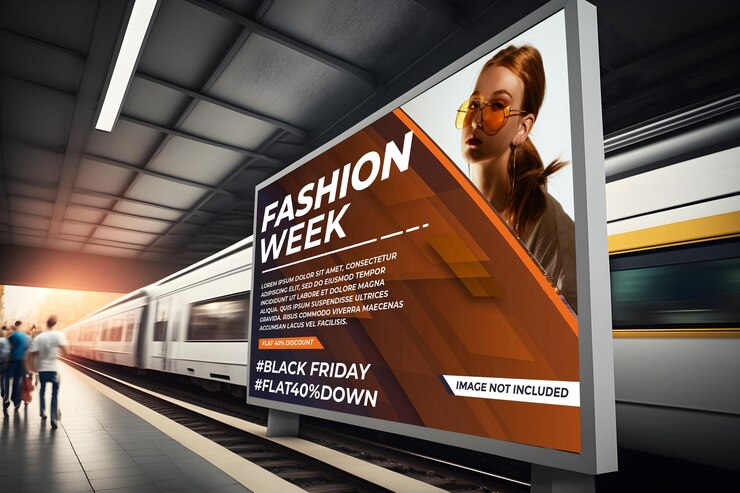 FASHION
WEEK
LOREM IPSUM DOLOR SIT AMET, CONSECTETUR
ADIPISCING ELIT, SED DO EIUSMOD TEMPOR
INCIDIDUNT UT LABORE ET DOLORE MAGNA
ALIQUA. QUIS IPSUM SUSPENDISSE ULTRICES
GRAVIDA. RISUS COMMODO VIVERRA MAECENAS
ACCUMSAN LACUS VEL FACILISIS.
FLAT 40% DISCOUNT
#BLACK FRIDAY
#FLAT40%DOWN
IMAGE NOT INCLUDED